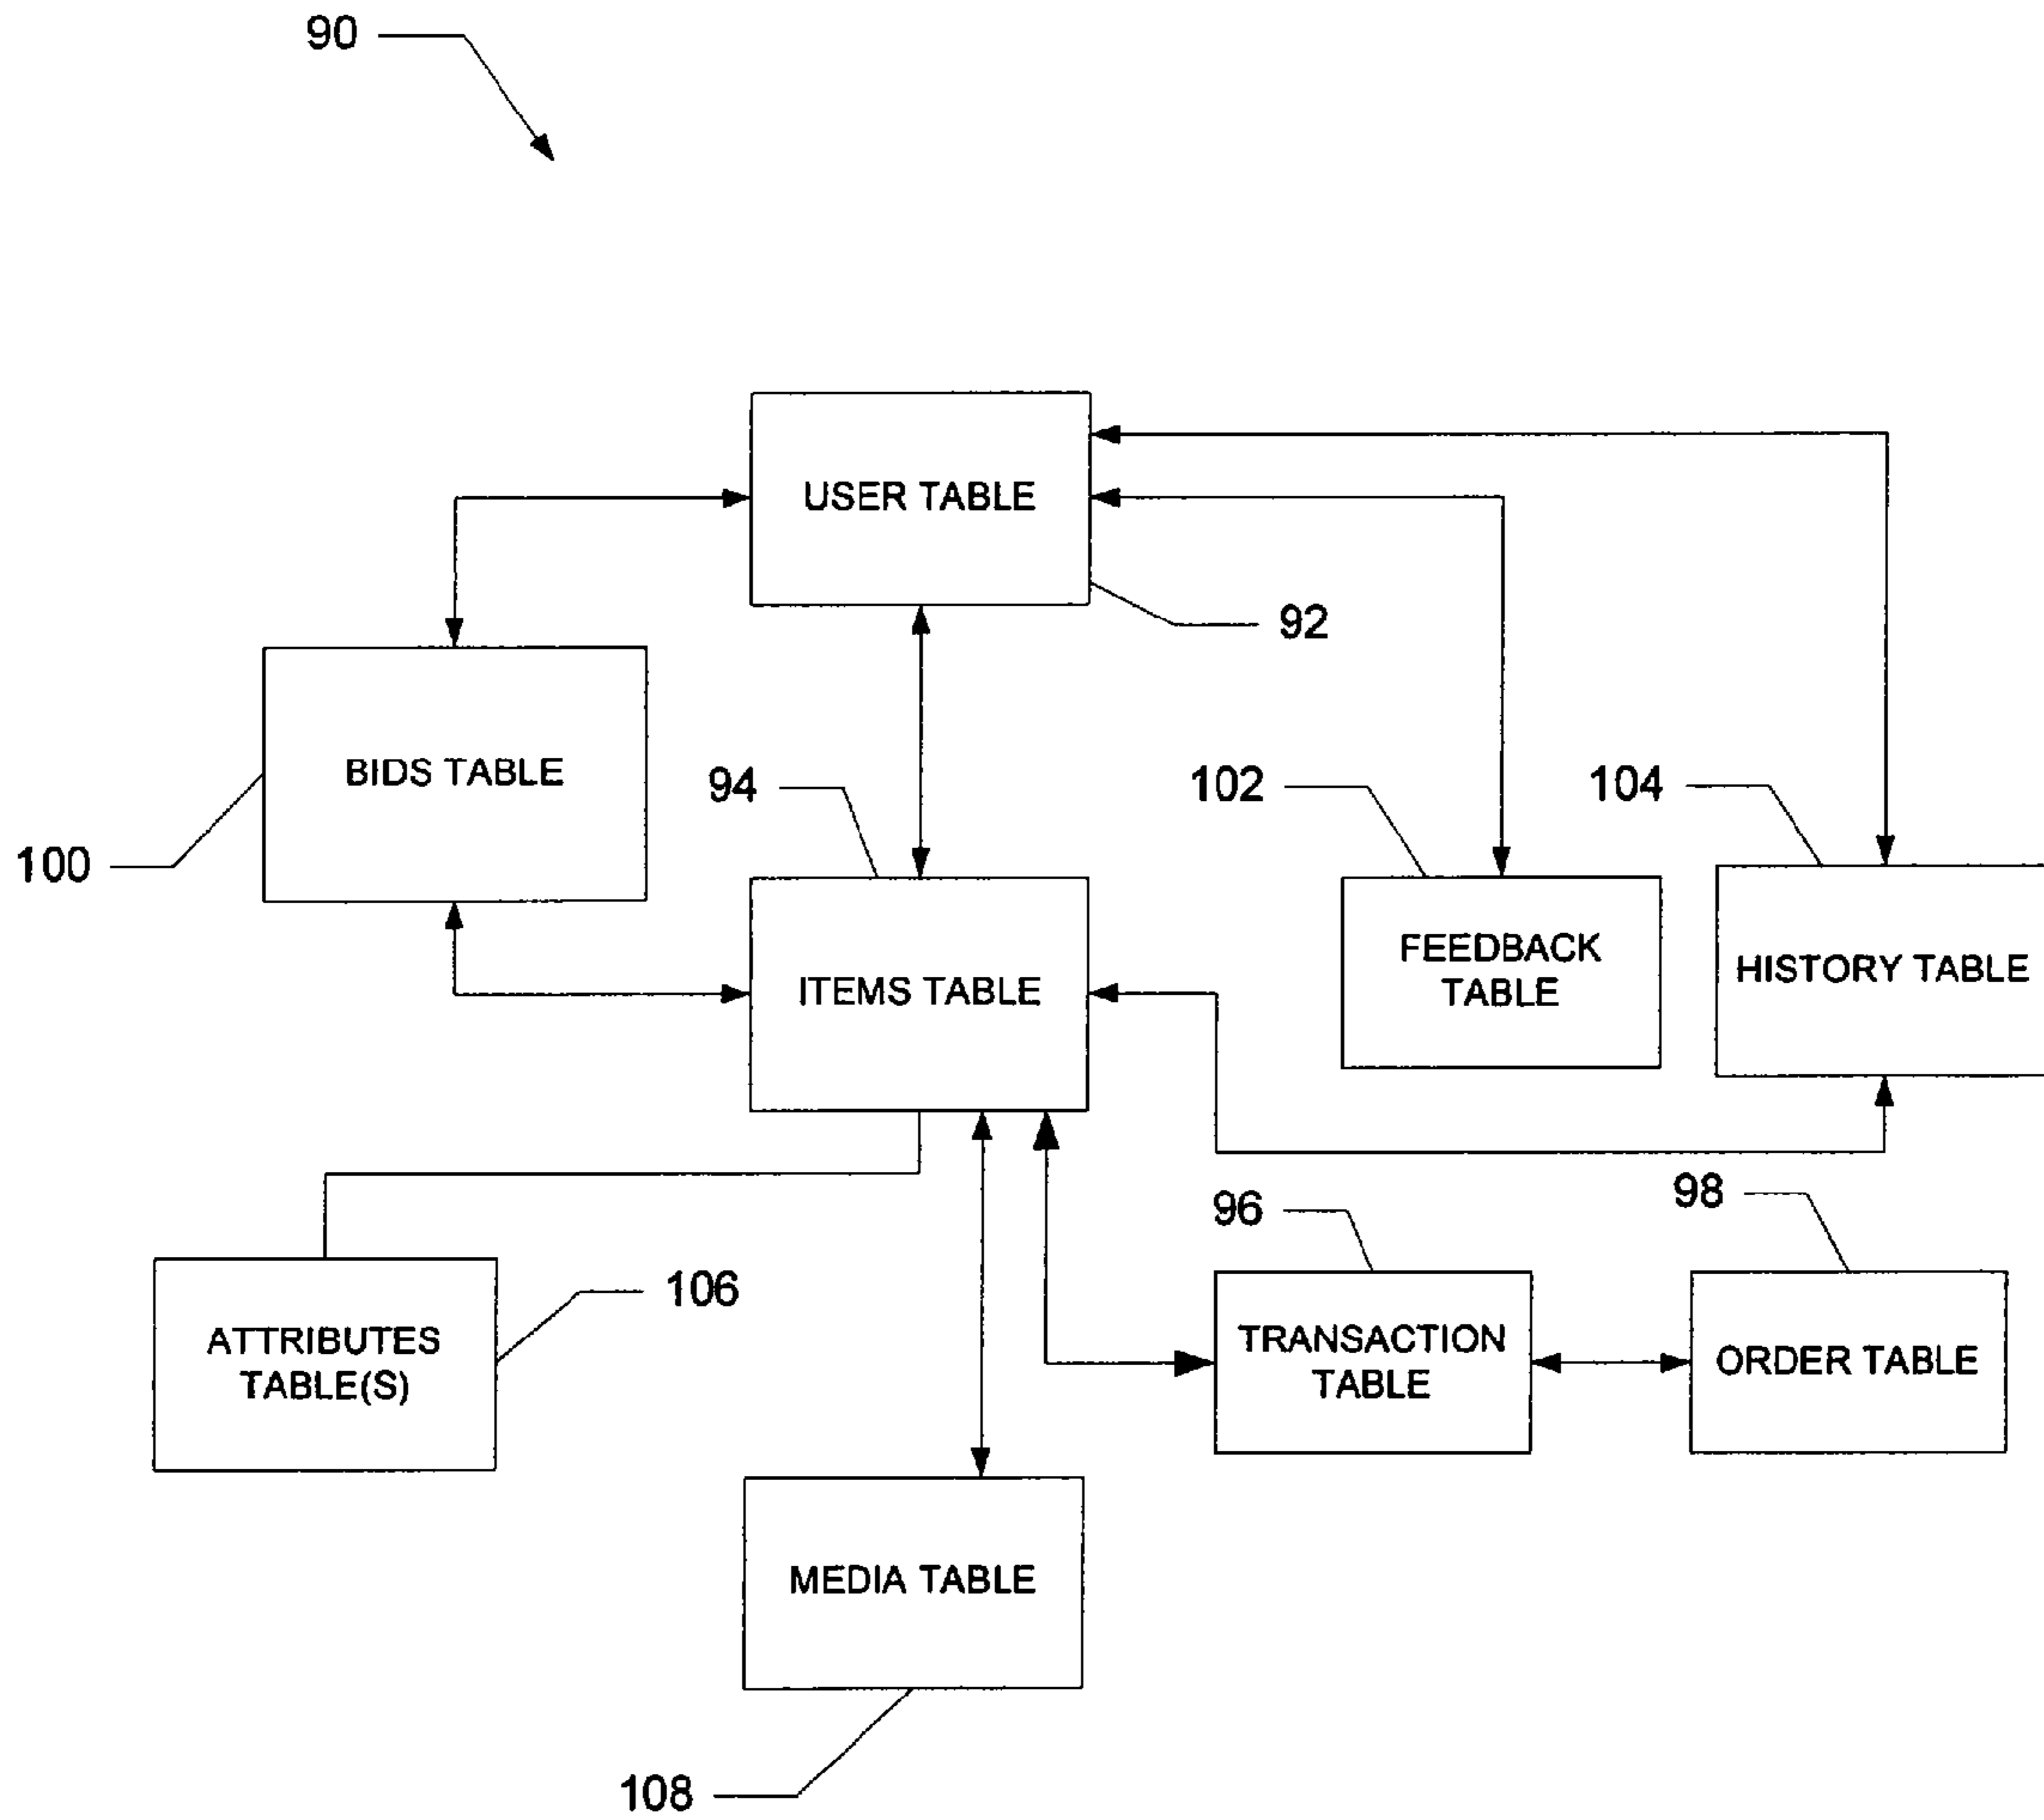 90
USER TABLE
92
BIDS TABLE
100
94
102
104
ITEMS TABLE
FEEDBACK
TABLE
HISTORY TABLE
96
98
106
ATTRIBUTES
TABLE(S)
TRANSACTION
TABLE
ORDER TABLE
MEDIA TABLE
108